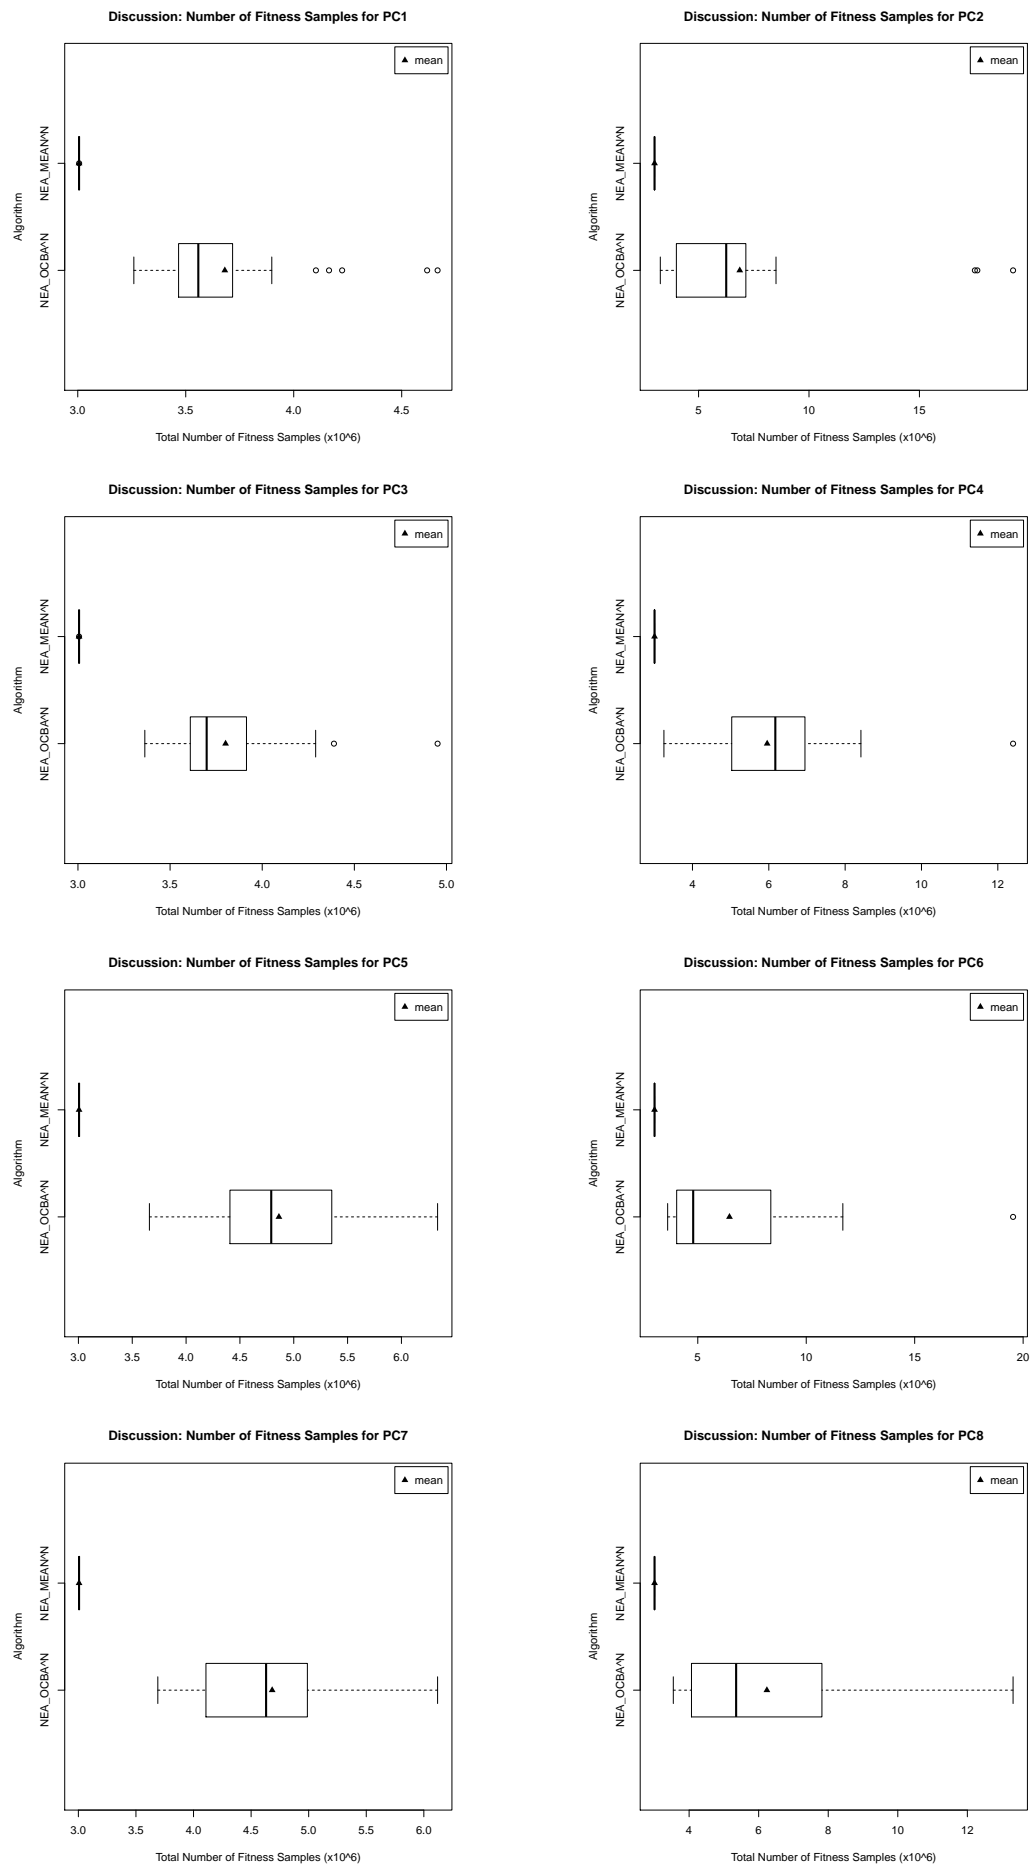 Discussion: Number of Fitness Samples for PC1
mean
Algorithm
NEA_MEAN^N
NEA_OCBA^N
3.0 3.5 4.0 4.5
Total Number of Fitness Samples (x10^6)
Discussion: Number of Fitness Samples for PC2
mean
Algorithm
NEA_MEAN^N
NEA_OCBA^N
5 10 15
Total Number of Fitness Samples (x10^6)
Discussion: Number of Fitness Samples for PC3
mean
Algorithm
NEA_MEAN^N
NEA_OCBA^N
3.0 3.5 4.0 4.5 5.0
Total Number of Fitness Samples (x10^6)
Discussion: Number of Fitness Samples for PC4
mean
Algorithm
NEA_MEAN^N
NEA_OCBA^N
4 6 8 10 12
Total Number of Fitness Samples (x10^6)
Discussion: Number of Fitness Samples for PC5
mean
Algorithm
NEA_MEAN^N
NEA_OCBA^N
3.0 3.5 4.0 4.5 5.0 5.5 6.0
Total Number of Fitness Samples (x10^6)
Discussion: Number of Fitness Samples for PC6
mean
Algorithm
NEA_MEAN^N
NEA_OCBA^N
5 10 15 20
Total Number of Fitness Samples (x10^6)
Discussion: Number of Fitness Samples for PC7
mean
Algorithm
NEA_MEAN^N
NEA_OCBA^N
3.0 3.5 4.0 4.5 5.0 5.5 6.0
Total Number of Fitness Samples (x10^6)
Discussion: Number of Fitness Samples for PC8
mean
Algorithm
NEA_MEAN^N
NEA_OCBA^N
4 6 8 10 12
Total Number of Fitness Samples (x10^6)